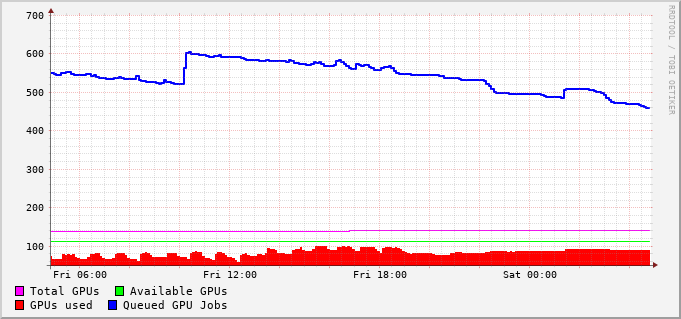 700
600
500
400
300
200
100
Fri 06:00 Fri 12:00 Fri 18:00 Sat 00:00
Total GPUs Available GPUs
GPUs used Queued GPU Jobs
RRDTOOL / TOBI OETIKER